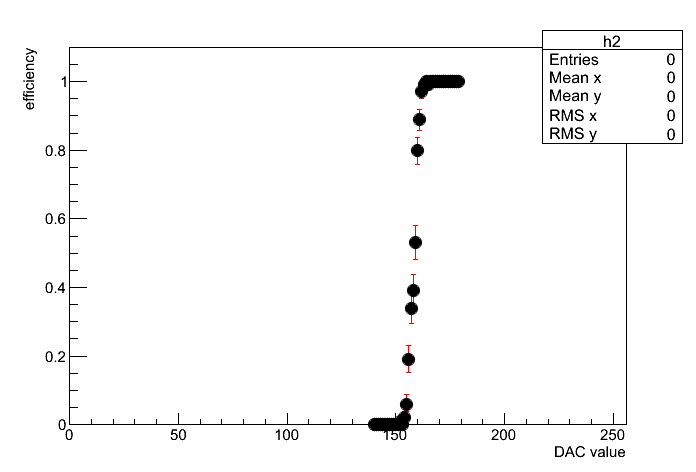 h2
Entries 0
Mean x 0
Mean y 0
RMS x 0
RMS y 0
efficiency
1
0.8
0.6
0.4
0.2
0
0 50 100 150 200 250
DAC value